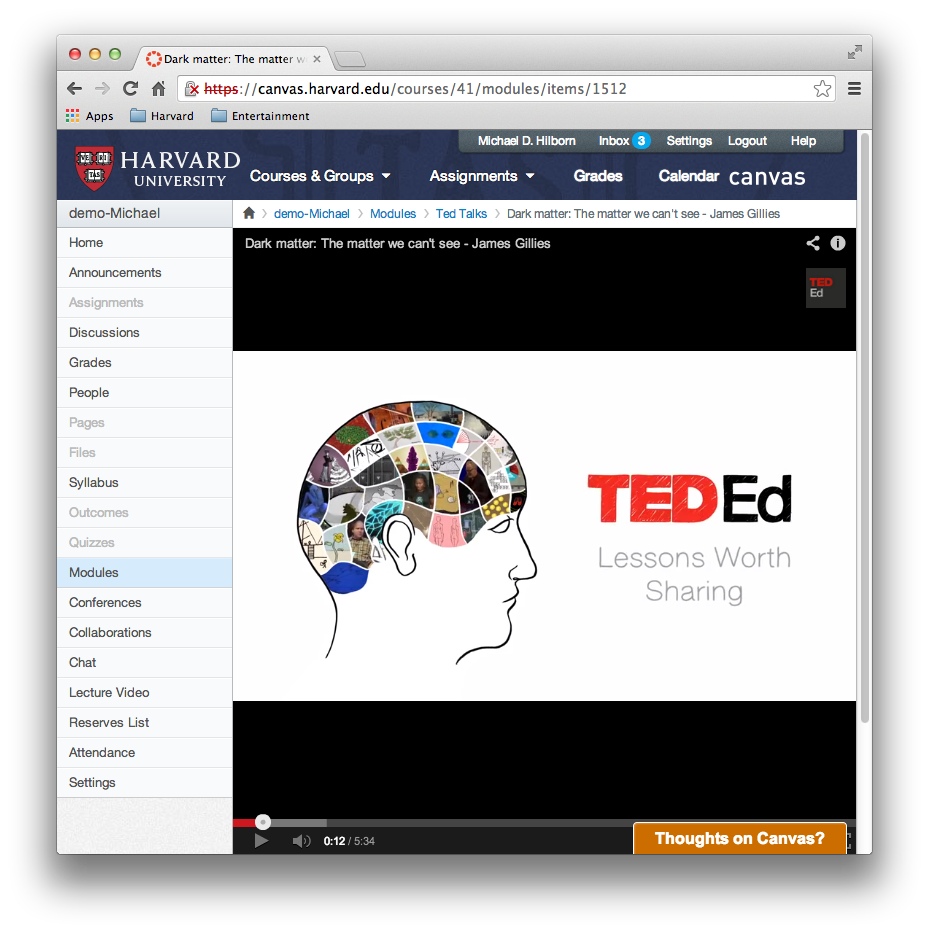 Dark matter: The matter w
https://canvas.harvard.edu/courses/41/modules/items/1512
Apps Harvard Entertainment
Michael D. Hilborn Inbox 3 Settings Logout Help
VE RI TAS
HARVARD
UNIVERSITY
Courses & Groups Assignments Grades Calendar canvas
demo-Michael
demo-Michael Modules Ted Talks Dark matter: The matter we can't see - James Gillies
Home
Announcements
Assignments
Discussions
Grades
People
Pages
Files
Syllabus
Outcomes
Quizzes
Modules
Conferences
Collaborations
Chat
Lecture Video
Reserves List
Attendance
Settings
Dark matter: The matter we can't see - James Gillies
TED
Ed
TED Ed
Lessons Worth
Sharing
0:12 / 5:34
Thoughts on Canvas?